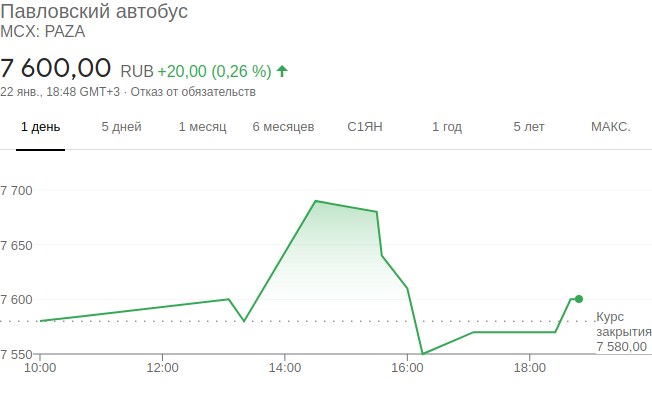 Павловский автобус
MCX: PAZA
7 600,00 RUB +20,00 (0,26 %)
22 янв., 18:48 GMT+3 · Отказ от обязательств
1 день 5 дней 1 месяц 6 месяцев С1ЯН 1 год 5 лет МАКС.
7 700
7 650
7 600
Курс
закрытия
7 580,00
7 550
10:00 12:00 14:00 16:00 18:00